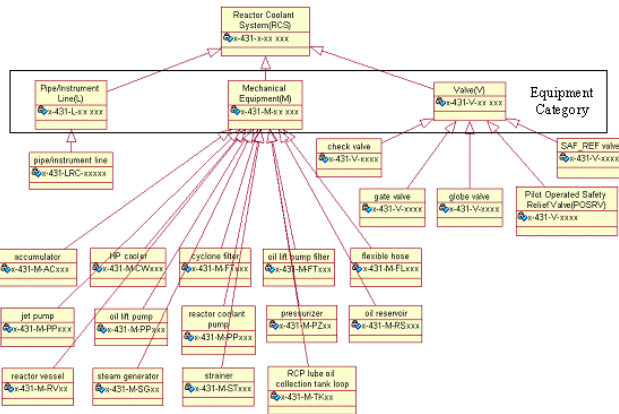 Reactor Coolant
System(RCS)
x-431-x-xx xxx
Pipe/Instrument
Line(L)
x-431-L-xx xxx
Mechanical
Equipment(M)
x-431-M-xx xxx
Valve(V)
x-431-V-xx xxx
Equipment
Category
pipe/instrument line
x-431-LRC-xxxxx
check valve
x-431-V-xxxx
SAF_REF valve
x-431-V-xxxx
gate valve
x-431-V-xxxx
globe valve
x-431-V-xxxx
Pilot Operated Safety
Relief Valve(POSRV)
x-431-V-xxxx
accumulator
x-431-M-ACxxx
HP cooler
x-431-M-CWxxx
cyclone filter
x-431-M-FTxxx
oil lift pump filter
x-431-M-FTxxx
flexible hose
x-431-M-FLxxx
jet pump
x-431-M-PPxxx
oil lift pump
x-431-M-PPxxx
reactor coolant
pump
x-431-M-PPxxx
pressurizer
x-431-M-PZxx
oil reservoir
x-431-M-RSxxx
reactor vessel
x-431-M-RVxx
steam generator
x-431-M-SGxx
strainer
x-431-M-STxxx
RCP lube oil
collection tank loop
x-431-M-TKxx